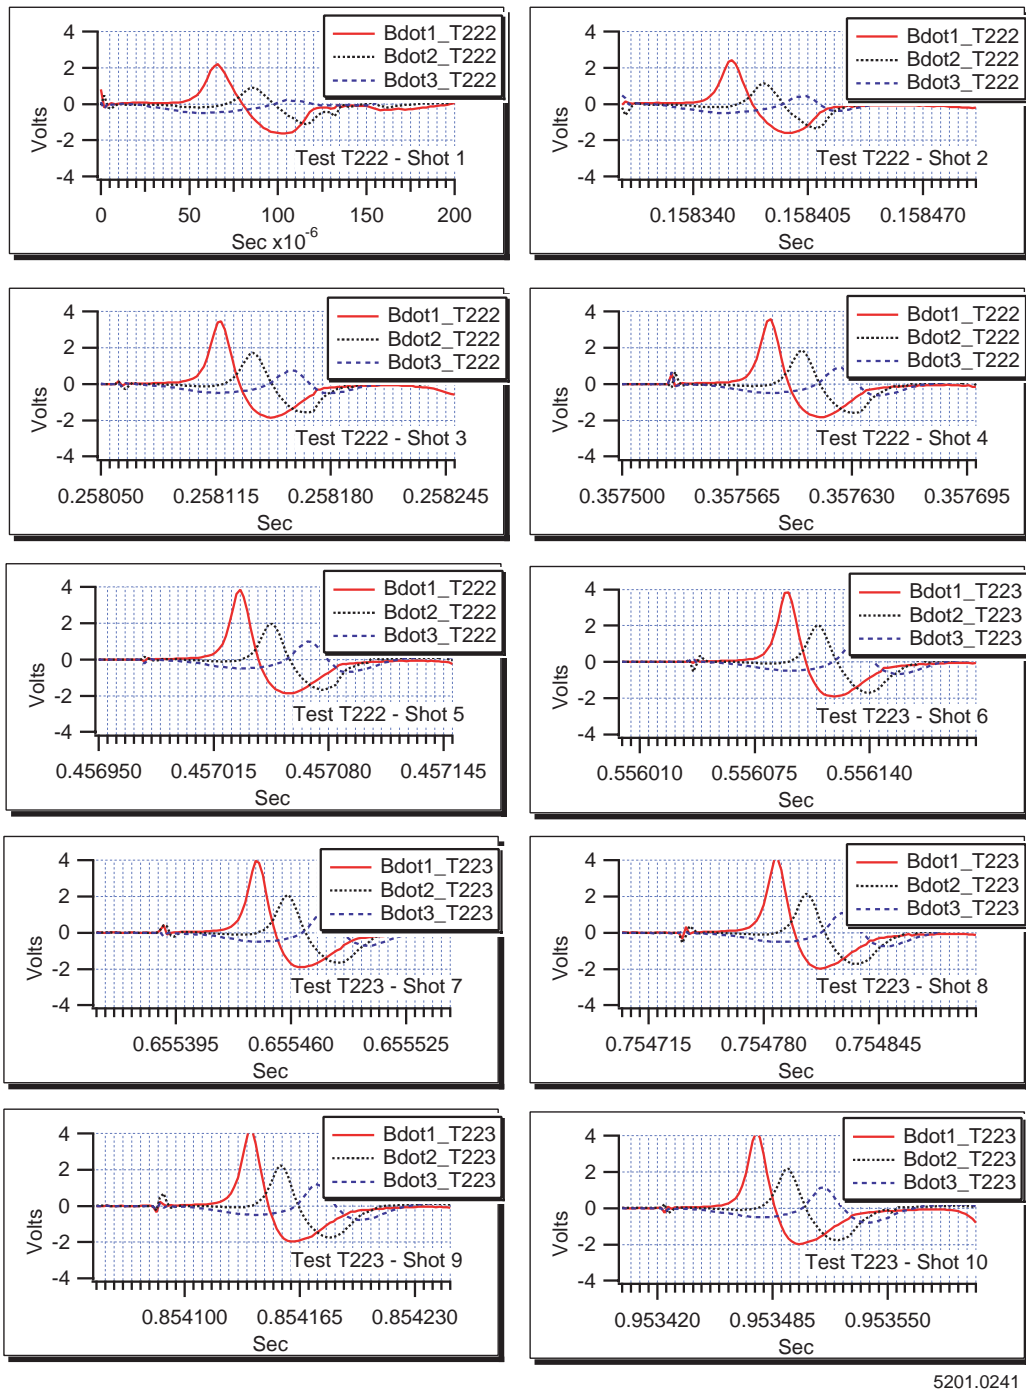 4
2
0
-2
-4
Volts
Bdot1_T222
Bdot2_T222
Bdot3_T222
Test T222 - Shot 1
0 50 100 150 200
Sec x10-6
4
2
0
-2
-4
Volts
Bdot1_T222
Bdot2_T222
Bdot3_T222
Test T222 - Shot 2
0.158340 0.158405 0.158470
Sec
4
2
0
-2
-4
Volts
Bdot1_T222
Bdot2_T222
Bdot3_T222
Test T222 - Shot 3
0.258050 0.258115 0.258180 0.258245
Sec
4
2
0
-2
-4
Volts
Bdot1_T222
Bdot2_T222
Bdot3_T222
Test T222 - Shot 4
0.357500 0.357565 0.357630 0.357695
Sec
4
2
0
-2
-4
Volts
Bdot1_T222
Bdot2_T222
Bdot3_T222
Test T222 - Shot 5
0.456950 0.457015 0.457080 0.457145
Sec
4
2
0
-2
-4
Volts
Bdot1_T223
Bdot2_T223
Bdot3_T223
Test T223 - Shot 6
0.556010 0.556075 0.556140
Sec
4
2
0
-2
-4
Volts
Bdot1_T223
Bdot2_T223
Bdot3_T223
Test T223 - Shot 7
0.655395 0.655460 0.655525
Sec
4
2
0
-2
-4
Volts
Bdot1_T223
Bdot2_T223
Bdot3_T223
Test T223 - Shot 8
0.754715 0.754780 0.754845
Sec
4
2
0
-2
-4
Volts
Bdot1_T223
Bdot2_T223
Bdot3_T223
Test T223 - Shot 9
0.854100 0.854165 0.854230
Sec
4
2
0
-2
-4
Volts
Bdot1_T223
Bdot2_T223
Bdot3_T223
Test T223 - Shot 10
0.953420 0.953485 0.953550
Sec
5201.0241